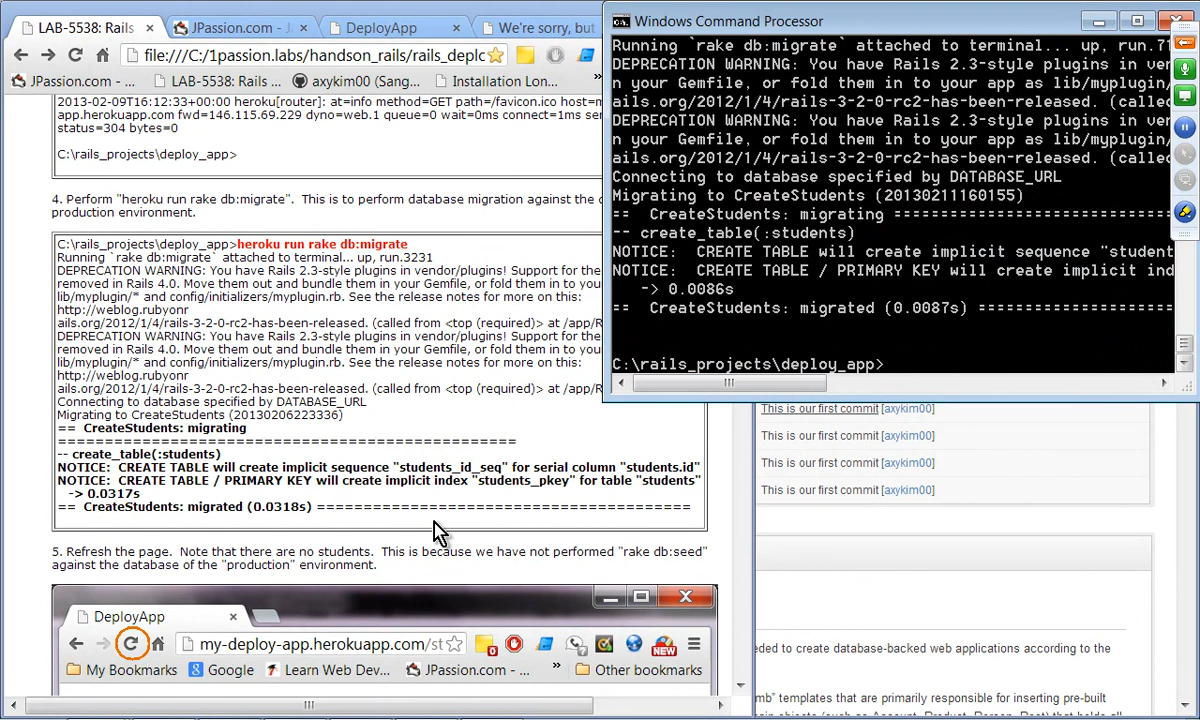 LAB-5538: Rails
JPassion.com -
DeployApp
We're sorry, but
file:///C:/1passion.labs/handson_rails/rails_deplo
JPassion.com - ...
LAB-5538: Rails ...
axykim00 (Sang...
Installation Lon...
»
2013-02-09T16:12:33+00:00 heroku[router]: at=info method=GET path=/favicon.ico host=m
app.herokuapp.com fwd=146.115.69.229 dyno=web.1 queue=0 wait=0ms connect=1ms ser
status=304 bytes=0
C:\rails_projects\deploy_app>
4. Perform "heroku run rake db:migrate".  This is to perform database migration against the d
production environment.
C:\rails_projects\deploy_app>heroku run rake db:migrate
Running `rake db:migrate` attached to terminal... up, run.3231
DEPRECATION WARNING: You have Rails 2.3-style plugins in vendor/plugins! Support for the
removed in Rails 4.0. Move them out and bundle them in your Gemfile, or fold them in to you
lib/myplugin/* and config/initializers/myplugin.rb. See the release notes for more on this:
http://weblog.rubyonr
ails.org/2012/1/4/rails-3-2-0-rc2-has-been-released. (called from <top (required)> at /app/R
DEPRECATION WARNING: You have Rails 2.3-style plugins in vendor/plugins! Support for the
removed in Rails 4.0. Move them out and bundle them in your Gemfile, or fold them in to you
lib/myplugin/* and config/initializers/myplugin.rb. See the release notes for more on this:
http://weblog.rubyonr
ails.org/2012/1/4/rails-3-2-0-rc2-has-been-released. (called from <top (required)> at /app/R
Connecting to database specified by DATABASE_URL
Migrating to CreateStudents (20130206223336)
==  CreateStudents: migrating
=================================================
-- create_table(:students)
NOTICE:  CREATE TABLE will create implicit sequence "students_id_seq" for serial column "students.id"
NOTICE:  CREATE TABLE / PRIMARY KEY will create implicit index "students_pkey" for table "students"
-> 0.0317s
==  CreateStudents: migrated (0.0318s) ========================================
5. Refresh the page.  Note that there are no students.  This is because we have not performed "rake db:seed"
against the database of the "production" environment.
DeployApp
my-deploy-app.herokuapp.com/st
0
NEW
My Bookmarks
Google
Learn Web Dev...
JPassion.com - ...
»
Other bookmarks
Windows Command Processor
Running `rake db:migrate` attached to terminal... up, run.77
DEPRECATION WARNING: You have Rails 2.3-style plugins in ven
n your Gemfile, or fold them in to your app as lib/myplugin/
ails.org/2012/1/4/rails-3-2-0-rc2-has-been-released. (called
DEPRECATION WARNING: You have Rails 2.3-style plugins in ven
n your Gemfile, or fold them in to your app as lib/myplugin/
ails.org/2012/1/4/rails-3-2-0-rc2-has-been-released. (called
Connecting to database specified by DATABASE_URL
Migrating to CreateStudents (20130211160155)
==  CreateStudents: migrating ==============================
-- create_table(:students)
NOTICE:  CREATE TABLE will create implicit sequence "student
NOTICE:  CREATE TABLE / PRIMARY KEY will create implicit ind
-> 0.0086s
==  CreateStudents: migrated (0.0087s) =====================
C:\rails_projects\deploy_app>
This is our first commit [axykim00]
This is our first commit [axykim00]
This is our first commit [axykim00]
This is our first commit [axykim00]
ded to create database-backed web applications according to the
mb" templates that are primarily responsible for inserting pre-built